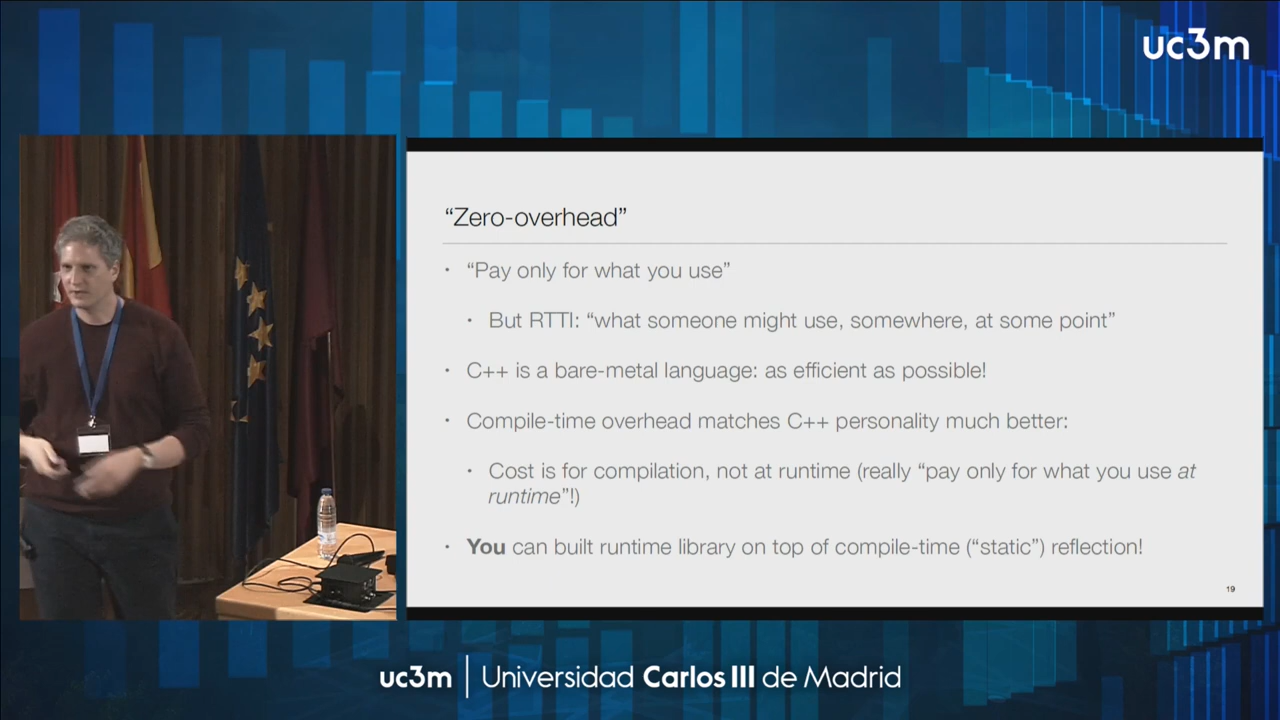 uc3m
“Zero-overhead”
• “Pay only for what you use”
• But RTTI: “what someone might use, somewhere, at some point”
• C++ is a bare-metal language: as efficient as possible!
• Compile-time overhead matches C++ personality much better:
• Cost is for compilation, not at runtime (really “pay only for what you use at
runtime”!)
• You can built runtime library on top of compile-time (“static”) reflection!
19
uc3m | Universidad Carlos III de Madrid